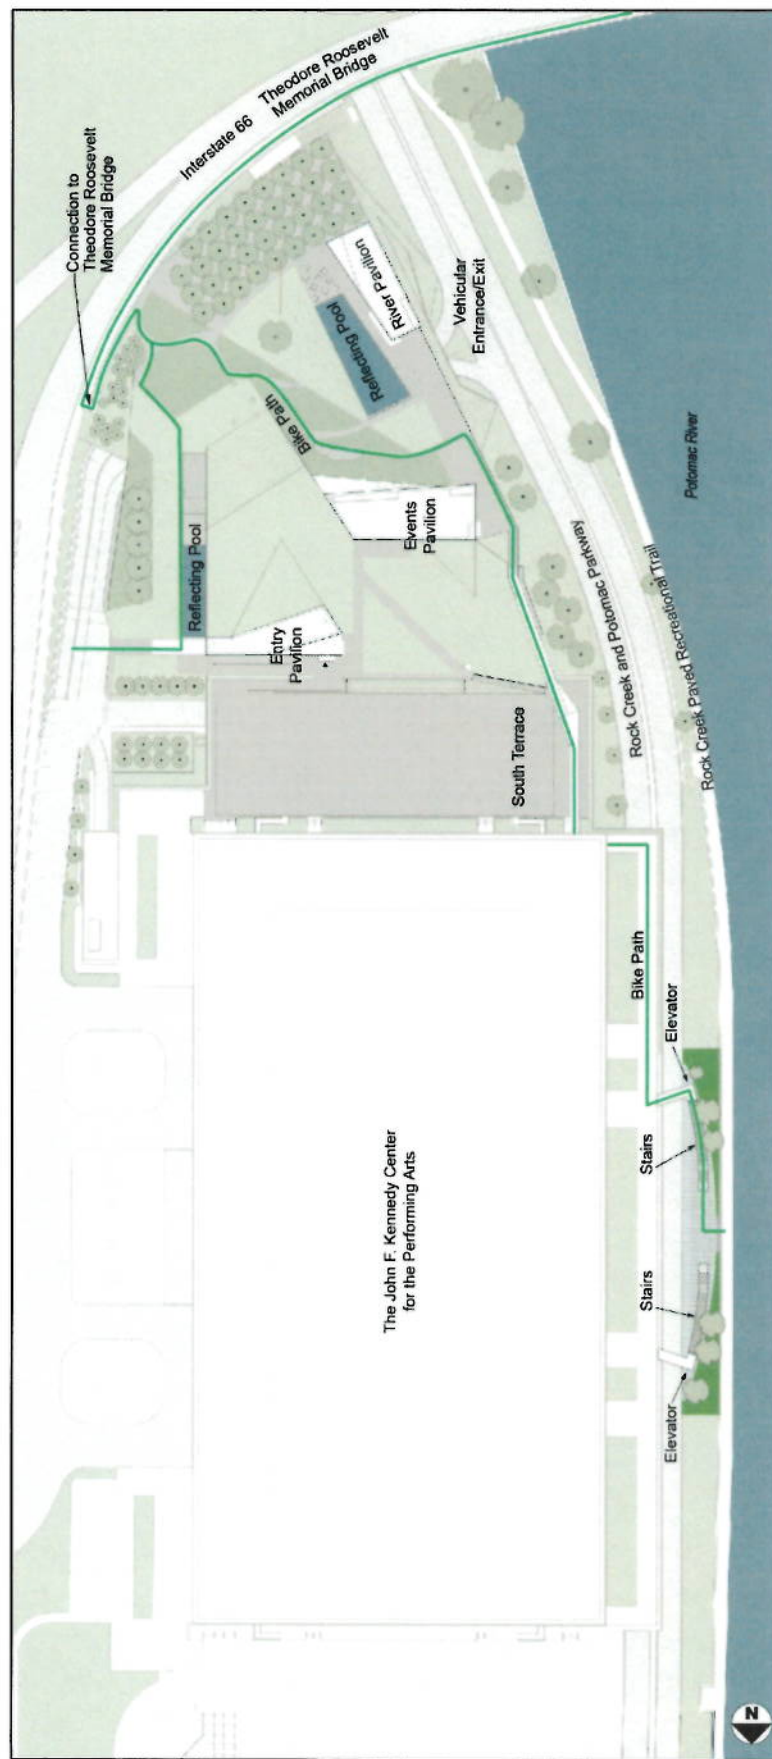 Connection to
Theodore Roosevelt
Memorial Bridge
Interstate 66
Theodore Roosevelt
Memorial Bridge
River Pavilion
Reflecting Pool
Vehicular
Entrance/Exit
Bike Path
Potomac River
Reflecting Pool
Events
Pavilion
Entry
Pavilion
Rock Creek and Potomac Parkway
Rock Creek Paved Recreational Trail
South Terrace
Bike Path
Elevator
The John F. Kennedy Center
for the Performing Arts
Stairs
Stairs
Elevator
N